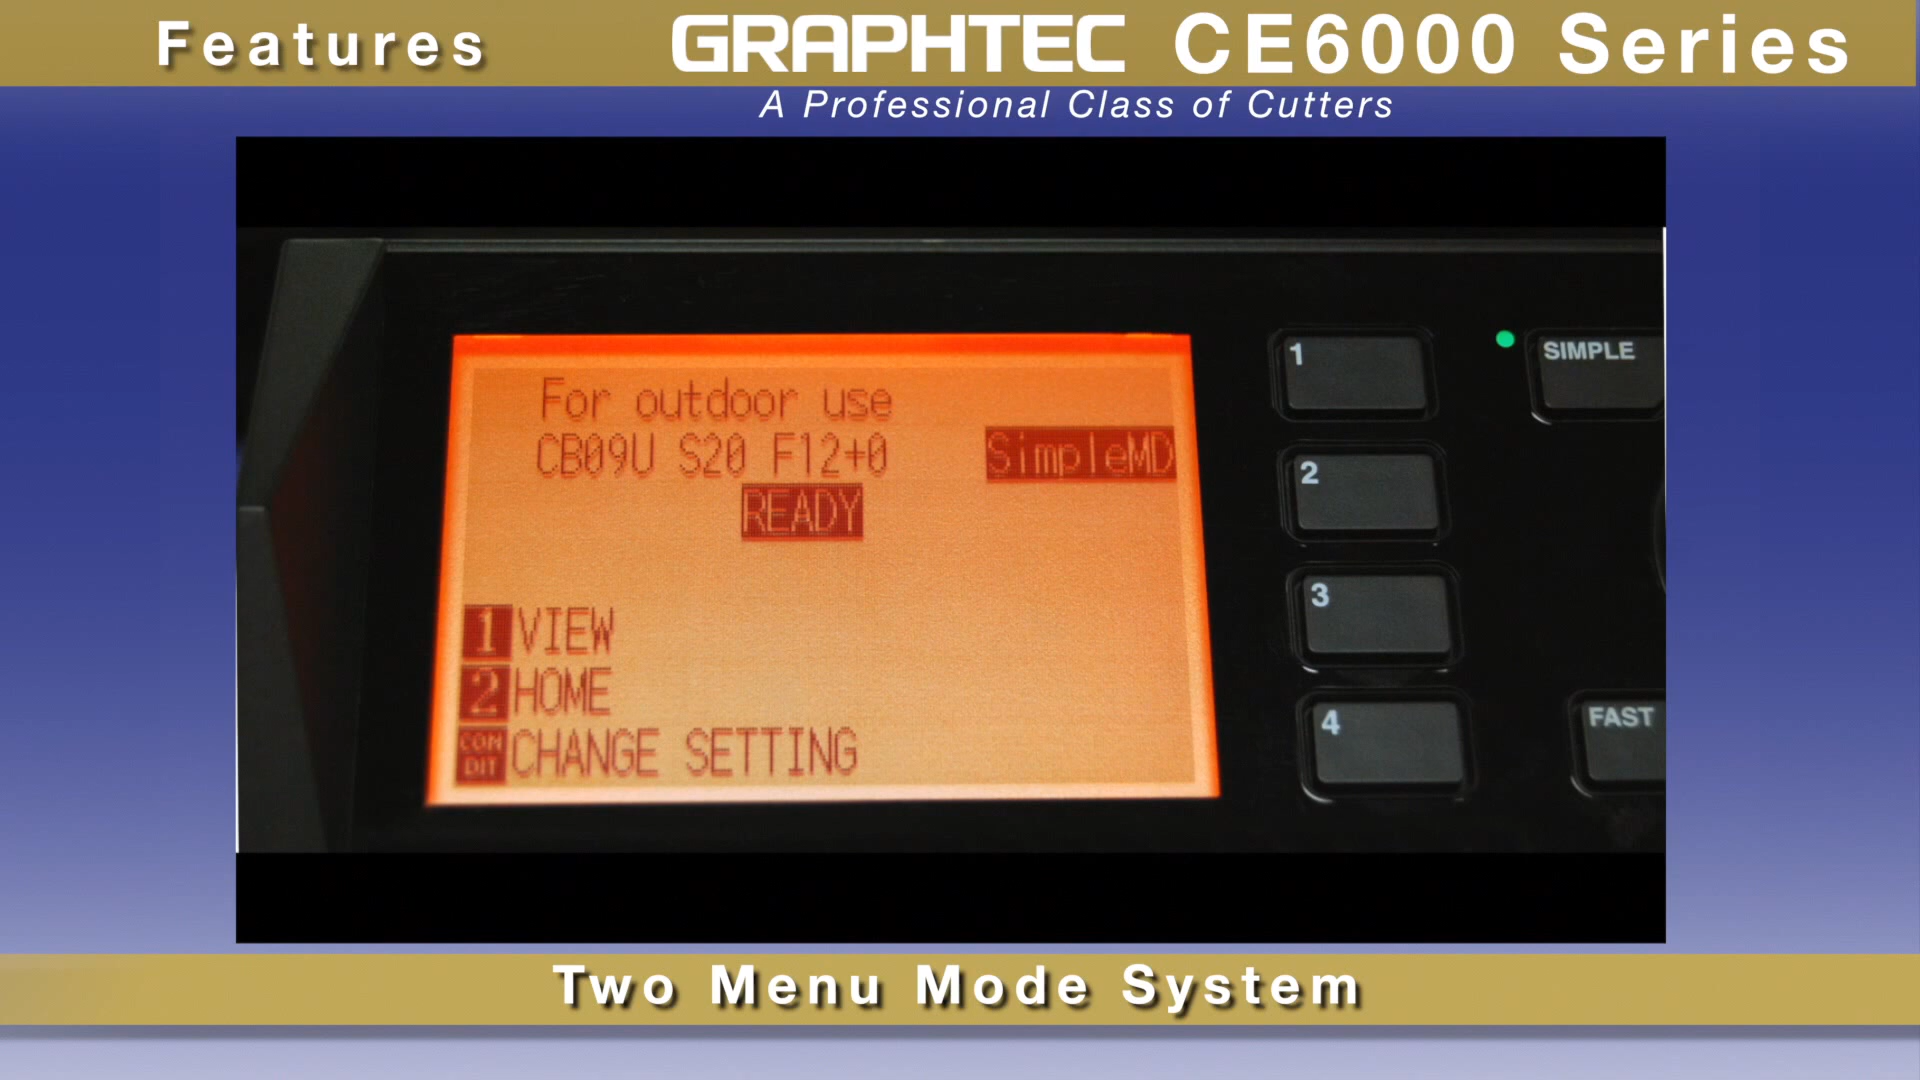 Features
GRAPHTEC CE6000 Series
A Professional Class of Cutters
For outdoor use
CB09U S20 F12+0
SimpleMD
READY
1 VIEW
2 HOME
CON DIT CHANGE SETTING
1
2
3
4
SIMPLE
FAST
Two Menu Mode System